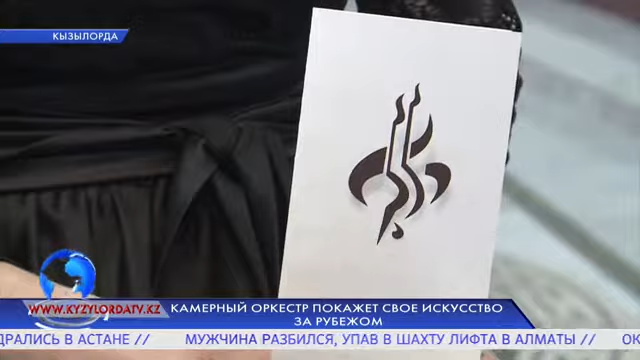 КЫЗЫЛОРДА
WWW.KYZYLORDATV.KZ
КАМЕРНЫЙ ОРКЕСТР ПОКАЖЕТ СВОЕ ИСКУССТВО
ЗА РУБЕЖОМ
ДРАЛИСЬ В АСТАНЕ // МУЖЧИНА РАЗБИЛСЯ, УПАВ В ШАХТУ ЛИФТА В АЛМАТЫ // ОК